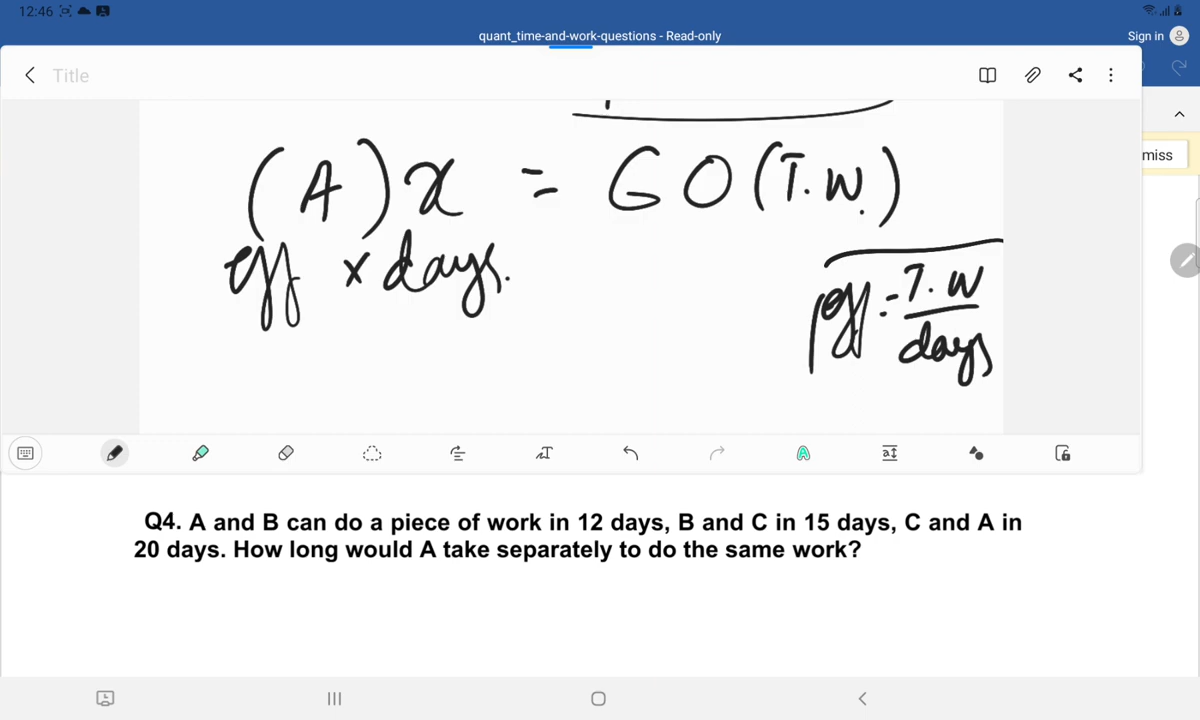 12:46
quant_time-and-work-questions - Read-only
Sign in
Title
miss
(A)x = 60 (T.W.)
eff x days.
eff = T.W
days
Q4. A and B can do a piece of work in 12 days, B and C in 15 days, C and A in
20 days. How long would A take separately to do the same work?